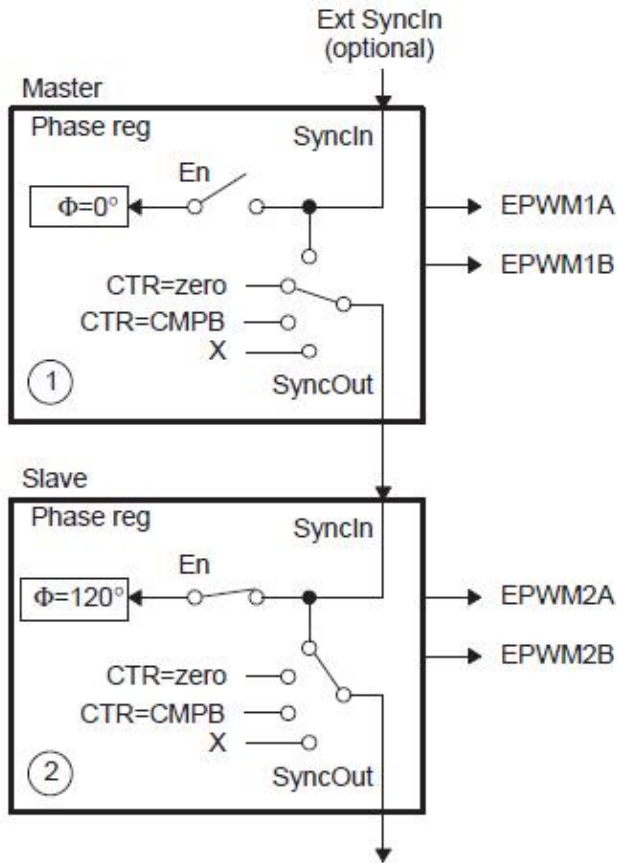 Ext SyncIn
(optional)
Master
Phase reg
SyncIn
En
Φ=0°
EPWM1A
EPWM1B
CTR=zero
CTR=CMPB
X
1
SyncOut
Slave
Phase reg
SyncIn
En
Φ=120°
EPWM2A
EPWM2B
CTR=zero
CTR=CMPB
X
2
SyncOut